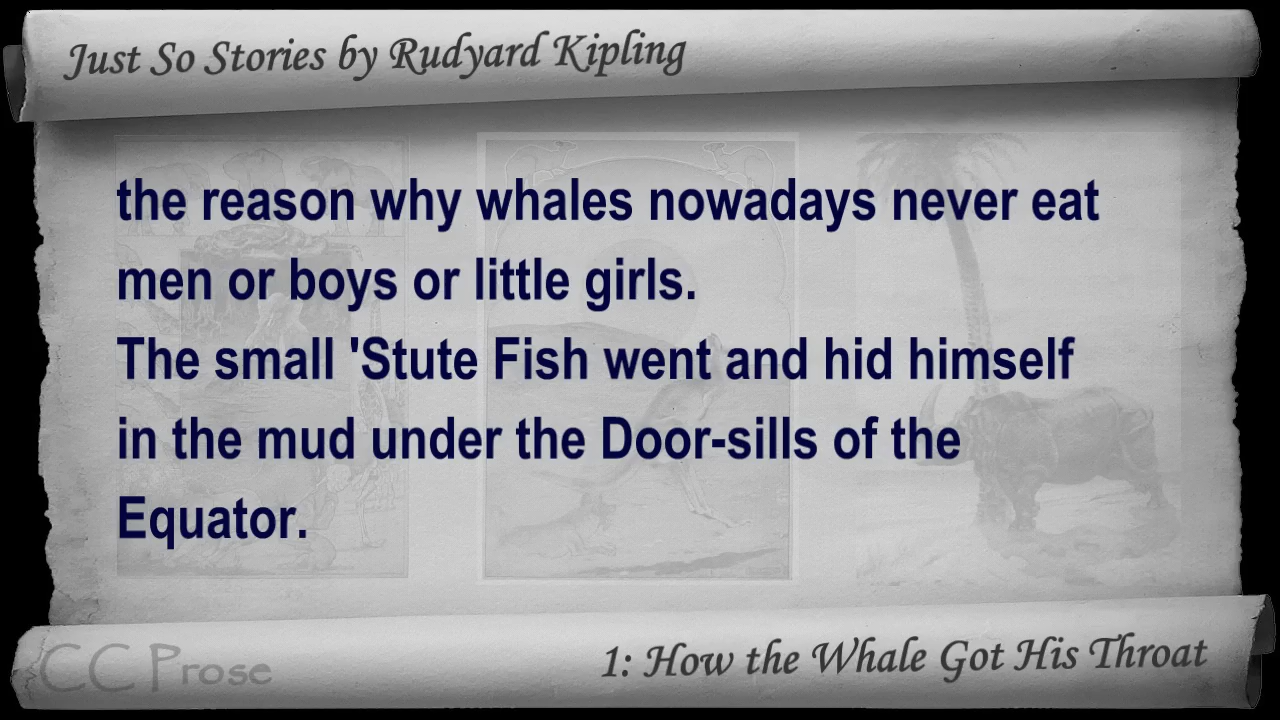 Just So Stories by Rudyard Kipling
the reason why whales nowadays never eat
men or boys or little girls.
The small 'Stute Fish went and hid himself
in the mud under the Door-sills of the
Equator.
CC Prose
1: How the Whale Got His Throat